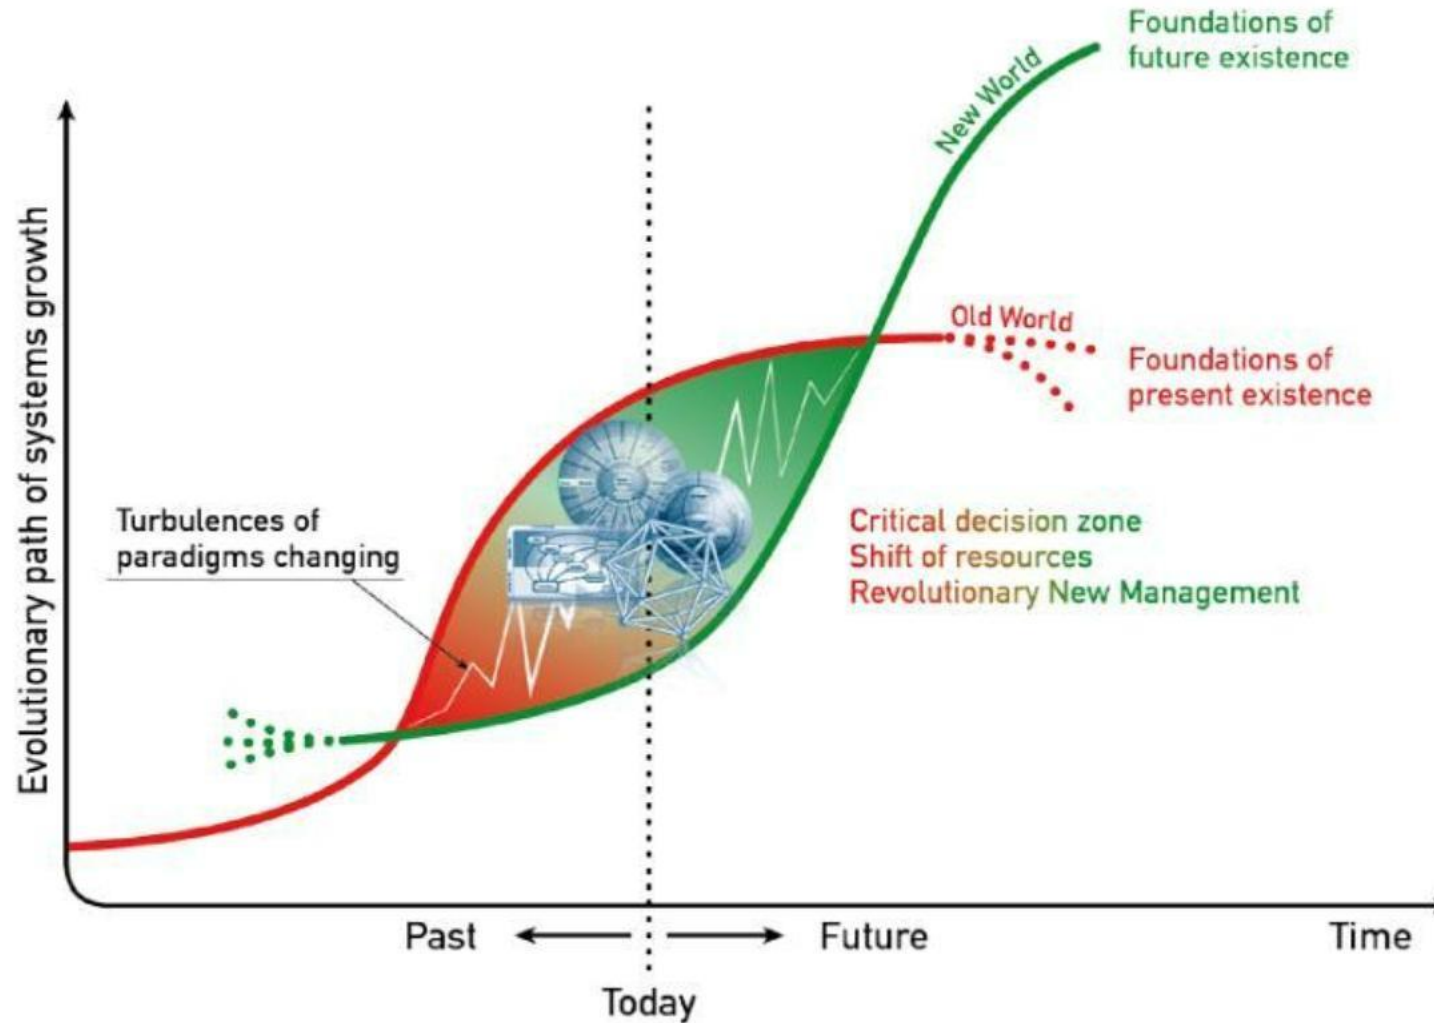 Foundations of
future existence
New World
Evolutionary path of systems growth
Old World
Foundations of
present existence
Turbulences of
paradigms changing
Critical decision zone
Shift of resources
Revolutionary New Management
Past
Future
Time
Today